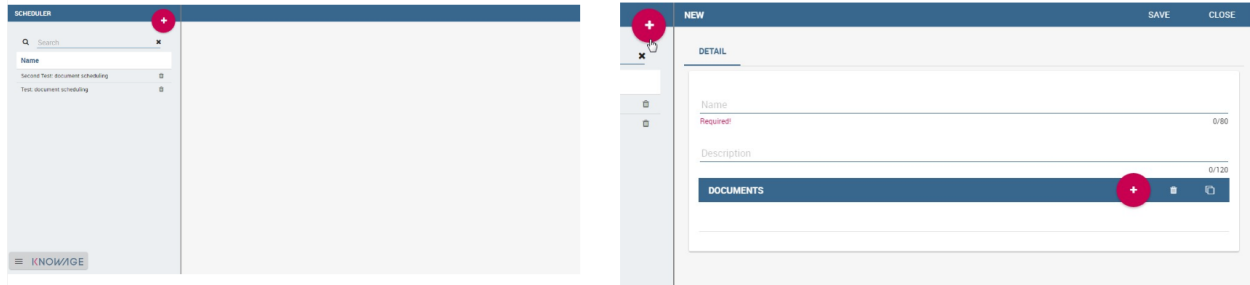 SCHEDULER
+
Search
Name
Second Test: document scheduling
Test: document scheduling
KNOWAGE
+
NEW
SAVE
CLOSE
DETAIL
Name
Required!
0/80
Description
0/120
DOCUMENTS
+